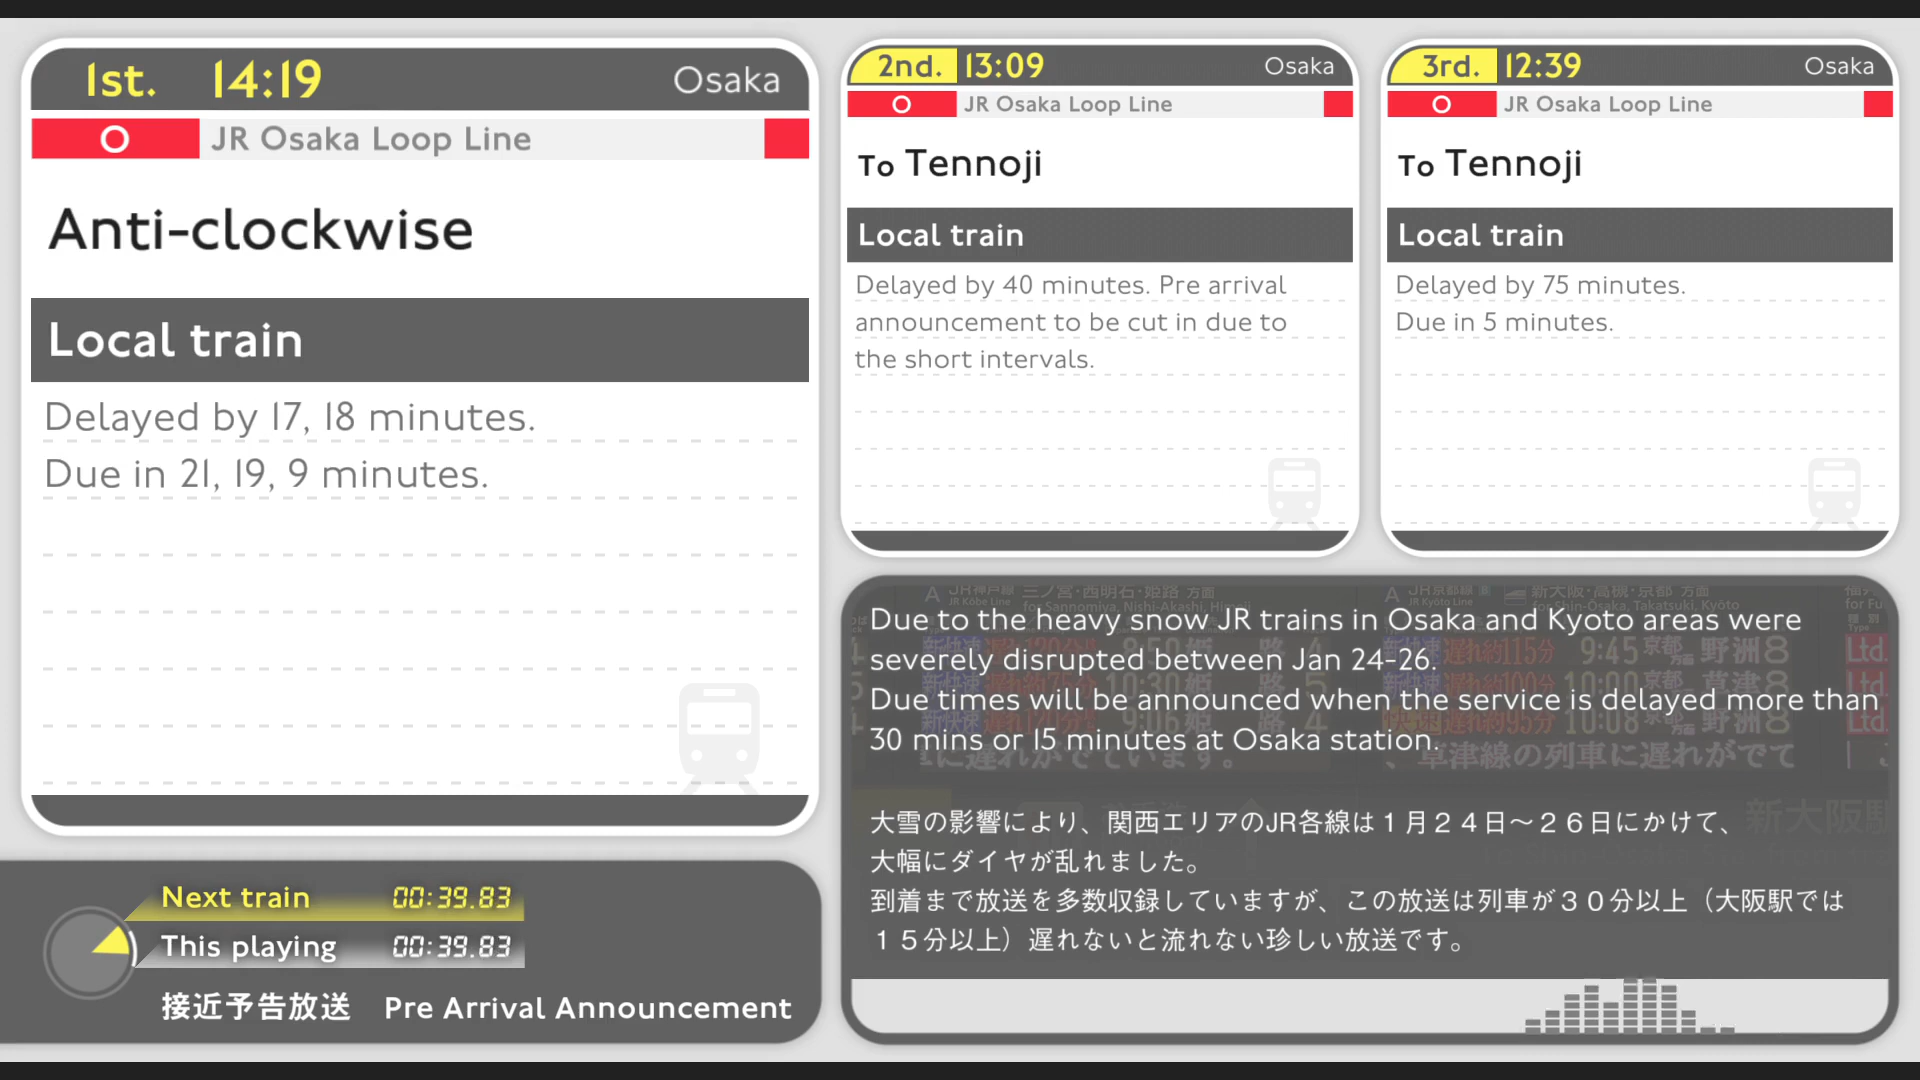 1st. 14:19 Osaka
O JR Osaka Loop Line
Anti-clockwise
Local train
Delayed by 17, 18 minutes.
Due in 21, 19, 9 minutes.
2nd. 13:09 Osaka
O JR Osaka Loop Line
To Tennoji
Local train
Delayed by 40 minutes. Pre arrival
announcement to be cut in due to
the short intervals.
3rd. 12:39 Osaka
O JR Osaka Loop Line
To Tennoji
Local train
Delayed by 75 minutes.
Due in 5 minutes.
Next train 00:39.83
This playing 00:39.83
接近予告放送 Pre Arrival Announcement
Due to the heavy snow JR trains in Osaka and Kyoto areas were
severely disrupted between Jan 24-26.
Due times will be announced when the service is delayed more than
30 mins or 15 minutes at Osaka station.
大雪の影響により、関西エリアのJR各線は１月２４日～２６日にかけて、
大幅にダイヤが乱れました。
到着まで放送を多数収録していますが、この放送は列車が３０分以上（大阪駅では
１５分以上）遅れないと流れない珍しい放送です。